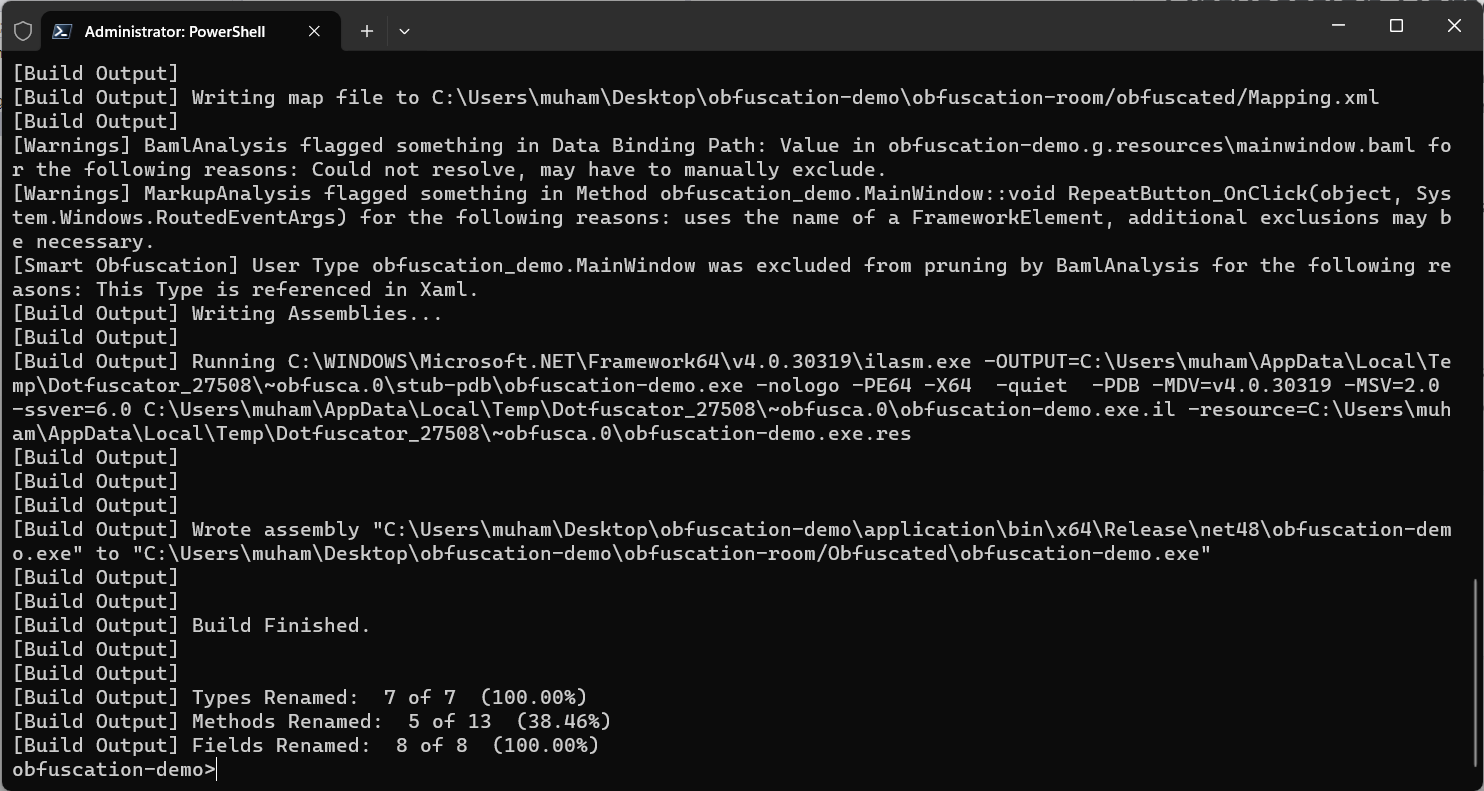 Administrator: PowerShell
[Build Output]
[Build Output] Writing map file to C:\Users\muham\Desktop\obfuscation-demo\obfuscation-room/obfuscated/Mapping.xml
[Build Output]
[Warnings] BamlAnalysis flagged something in Data Binding Path: Value in obfuscation-demo.g.resources\mainwindow.baml fo
r the following reasons: Could not resolve, may have to manually exclude.
[Warnings] MarkupAnalysis flagged something in Method obfuscation_demo.MainWindow::void RepeatButton_OnClick(object, Sys
tem.Windows.RoutedEventArgs) for the following reasons: uses the name of a FrameworkElement, additional exclusions may b
e necessary.
[Smart Obfuscation] User Type obfuscation_demo.MainWindow was excluded from pruning by BamlAnalysis for the following re
asons: This Type is referenced in Xaml.
[Build Output] Writing Assemblies...
[Build Output]
[Build Output] Running C:\WINDOWS\Microsoft.NET\Framework64\v4.0.30319\ilasm.exe -OUTPUT=C:\Users\muham\AppData\Local\Te
mp\Dotfuscator_27508\~obfusca.0\stub-pdb\obfuscation-demo.exe -nologo -PE64 -X64  -quiet  -PDB -MDV=v4.0.30319 -MSV=2.0
-ssver=6.0 C:\Users\muham\AppData\Local\Temp\Dotfuscator_27508\~obfusca.0\obfuscation-demo.exe.il -resource=C:\Users\muh
am\AppData\Local\Temp\Dotfuscator_27508\~obfusca.0\obfuscation-demo.exe.res
[Build Output]
[Build Output]
[Build Output]
[Build Output] Wrote assembly "C:\Users\muham\Desktop\obfuscation-demo\application\bin\x64\Release\net48\obfuscation-dem
o.exe" to "C:\Users\muham\Desktop\obfuscation-demo\obfuscation-room/Obfuscated\obfuscation-demo.exe"
[Build Output]
[Build Output]
[Build Output] Build Finished.
[Build Output]
[Build Output]
[Build Output] Types Renamed:  7 of 7  (100.00%)
[Build Output] Methods Renamed:  5 of 13  (38.46%)
[Build Output] Fields Renamed:  8 of 8  (100.00%)
obfuscation-demo>